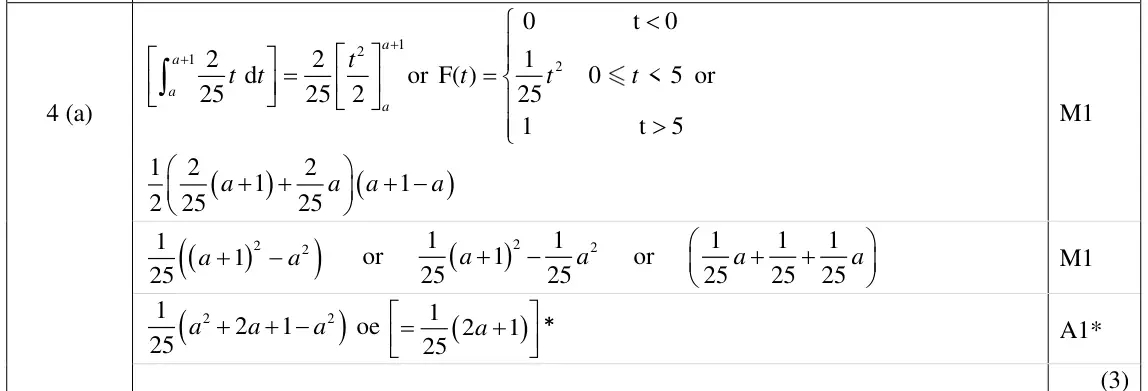 4 (a)
[∫ₐᵃ⁺¹ 2/25 t dt] = 2/25 [t²/2]ₐᵃ⁺¹ or F(t) = { 0 t < 0
1/25 t² 0 ⩽ t < 5 or
1 t > 5
1/2 (2/25 (a+1) + 2/25 a)(a+1−a)
M1
1/25 ((a+1)² − a²) or 1/25 (a+1)² − 1/25 a² or (1/25 a + 1/25 + 1/25 a)
M1
1/25 (a² + 2a + 1 − a²) oe [= 1/25 (2a+1)]*
A1*
(3)